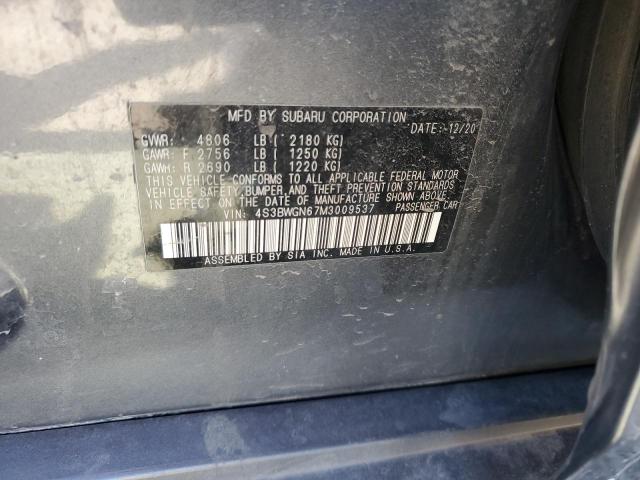 MFD BY SUBARU CORPORATION
DATE: 12/20
GVWR: 4806 LB ( 2180 KG)
GAWR: F 2756 LB ( 1250 KG)
GAWR: R 2690 LB ( 1220 KG)
THIS VEHICLE CONFORMS TO ALL APPLICABLE FEDERAL MOTOR
VEHICLE SAFETY, BUMPER, AND THEFT PREVENTION STANDARDS
IN EFFECT ON THE DATE OF MANUFACTURE SHOWN ABOVE.
VIN: 4S3BWGN67M3009537 PASSENGER CAR
ASSEMBLED BY SIA INC. MADE IN U.S.A.